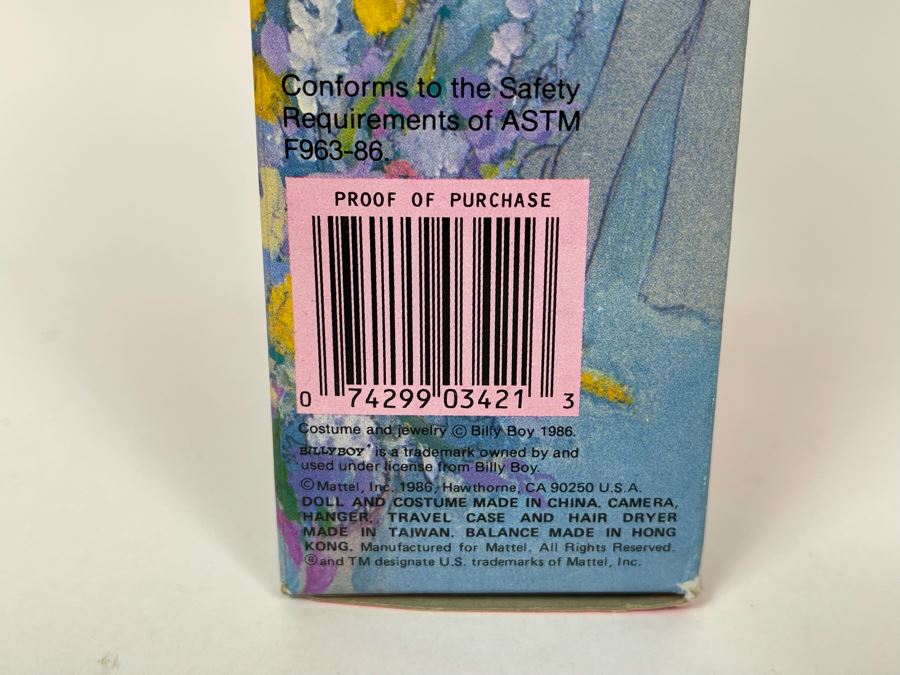 Conforms to the Safety
Requirements of ASTM
F963-86.
PROOF OF PURCHASE
0 74299 03421 3
Costume and jewelry © Billy Boy 1986.
BILLYBOY* is a trademark owned by and
used under license from Billy Boy.
© Mattel, Inc. 1986, Hawthorne, CA 90250 U.S.A.
DOLL AND COSTUME MADE IN CHINA. CAMERA,
HANGER, TRAVEL CASE AND HAIR DRYER
MADE IN TAIWAN. BALANCE MADE IN HONG
KONG. Manufactured for Mattel. All Rights Reserved.
® and TM designate U.S. trademarks of Mattel, Inc.